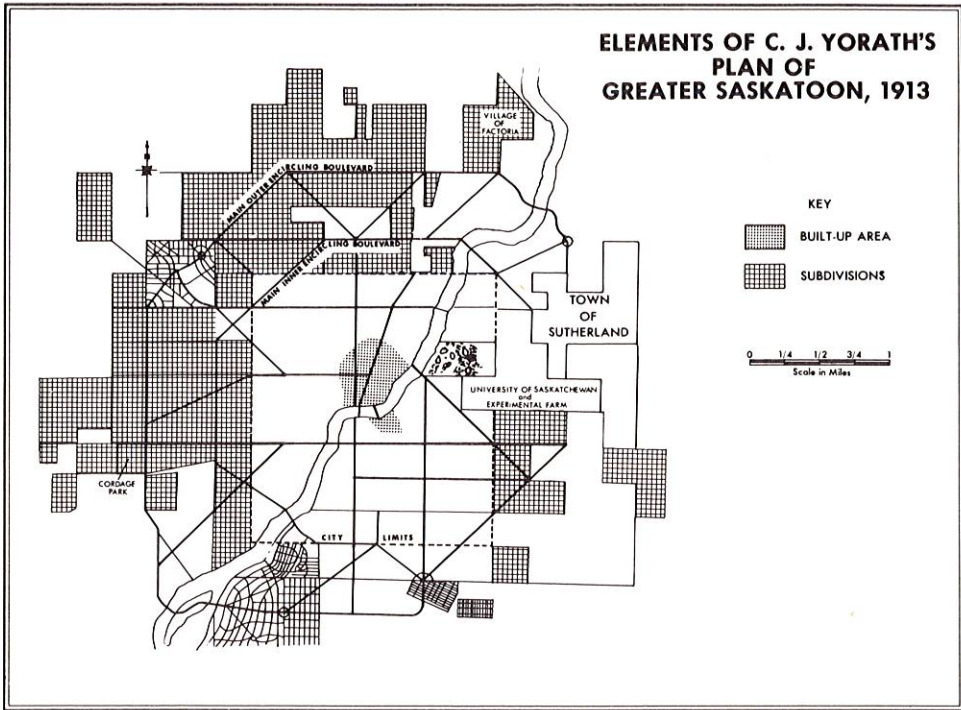 ELEMENTS OF C. J. YORATH'S
PLAN OF
GREATER SASKATOON, 1913
VILLAGE
OF
FACTORIA
MAIN OUTER ENCIRCLING BOULEVARD
MAIN INNER ENCIRCLING BOULEVARD
KEY
BUILT-UP AREA
SUBDIVISIONS
TOWN
OF
SUTHERLAND
0 1/4 1/2 3/4 1
Scale in Miles
UNIVERSITY OF SASKATCHEWAN
and
EXPERIMENTAL FARM
CORDAGE
PARK
CITY LIMITS